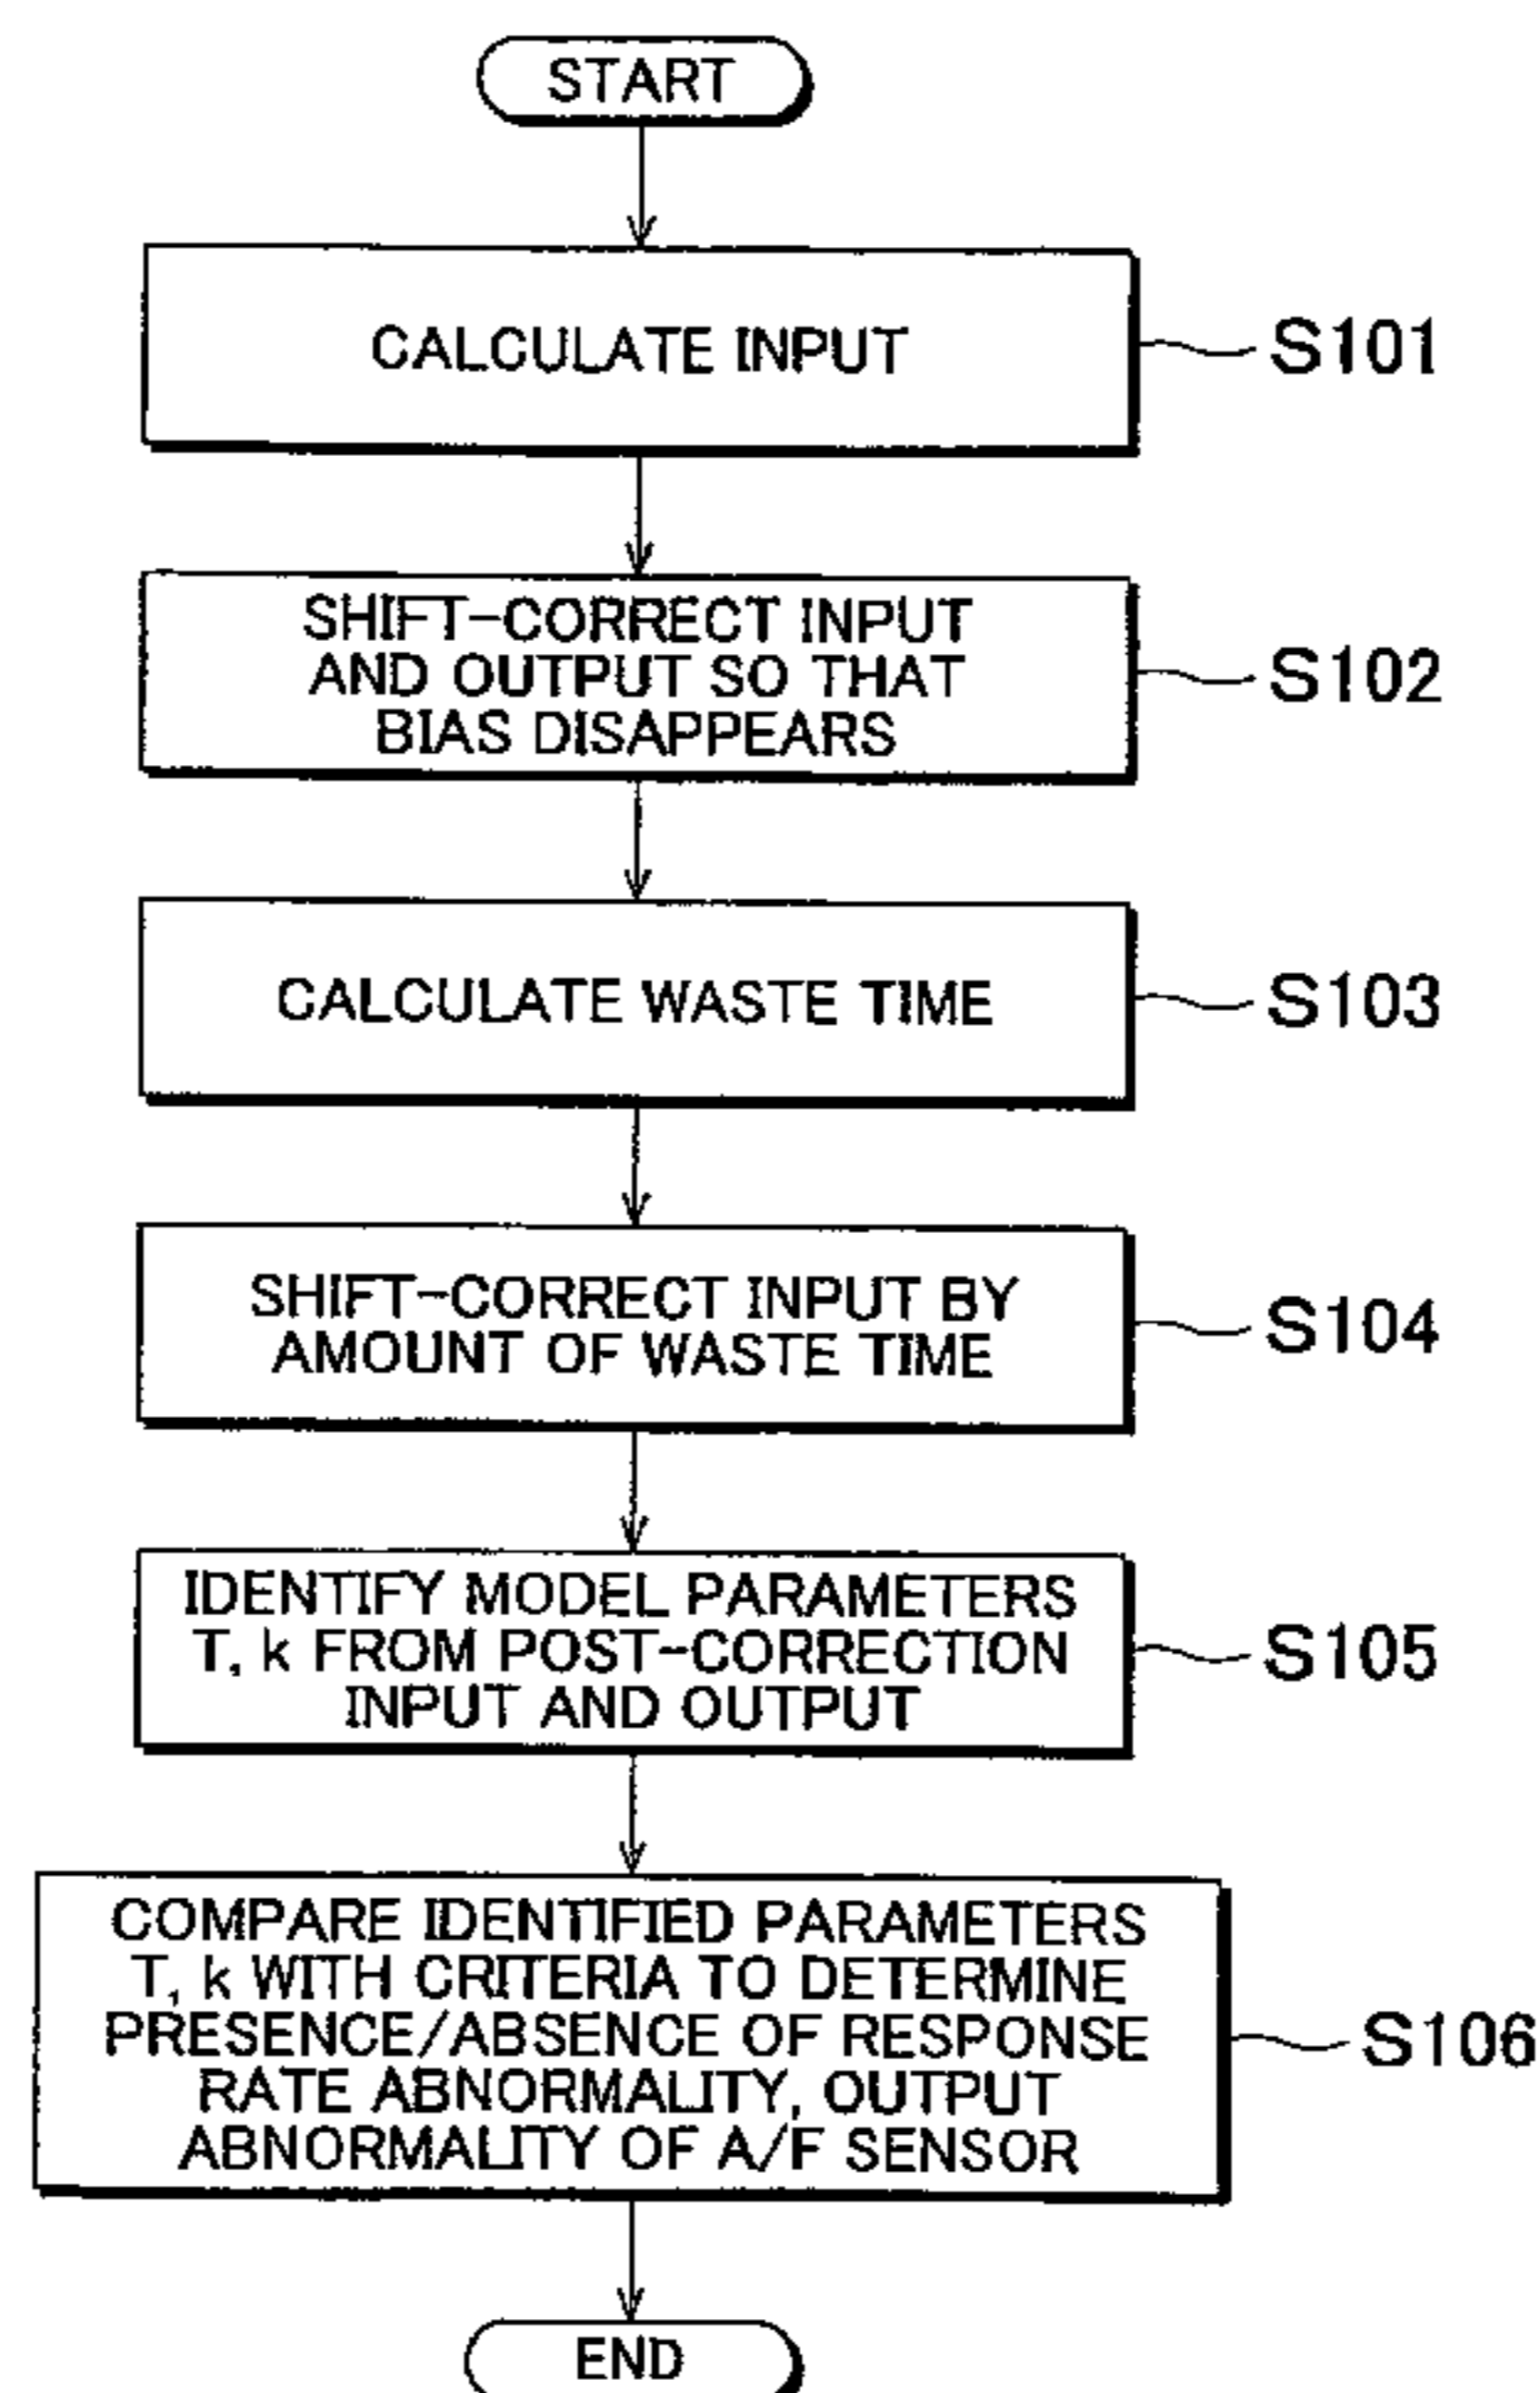 START
CALCULATE INPUT
S101
SHIFT-CORRECT INPUT
AND OUTPUT SO THAT
BIAS DISAPPEARS
S102
CALCULATE WASTE TIME
S103
SHIFT-CORRECT INPUT BY
AMOUNT OF WASTE TIME
S104
IDENTIFY MODEL PARAMETERS
T, k FROM POST-CORRECTION
INPUT AND OUTPUT
S105
COMPARE IDENTIFIED PARAMETERS
T, k WITH CRITERIA TO DETERMINE
PRESENCE/ABSENCE OF RESPONSE
RATE ABNORMALITY, OUTPUT
ABNORMALITY OF A/F SENSOR
S106
END